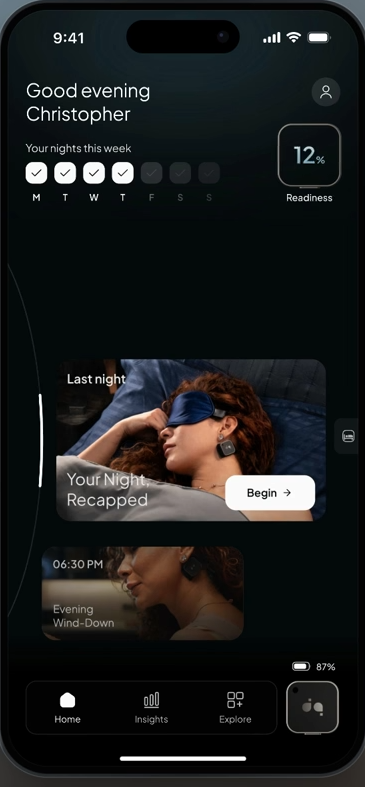 9:41
Good evening
Christopher
Your nights this week
M T W T F S S
12%
Readiness
Last night
Your Night,
Recapped
Begin →
06:30 PM
Evening
Wind-Down
87%
Home Insights Explore